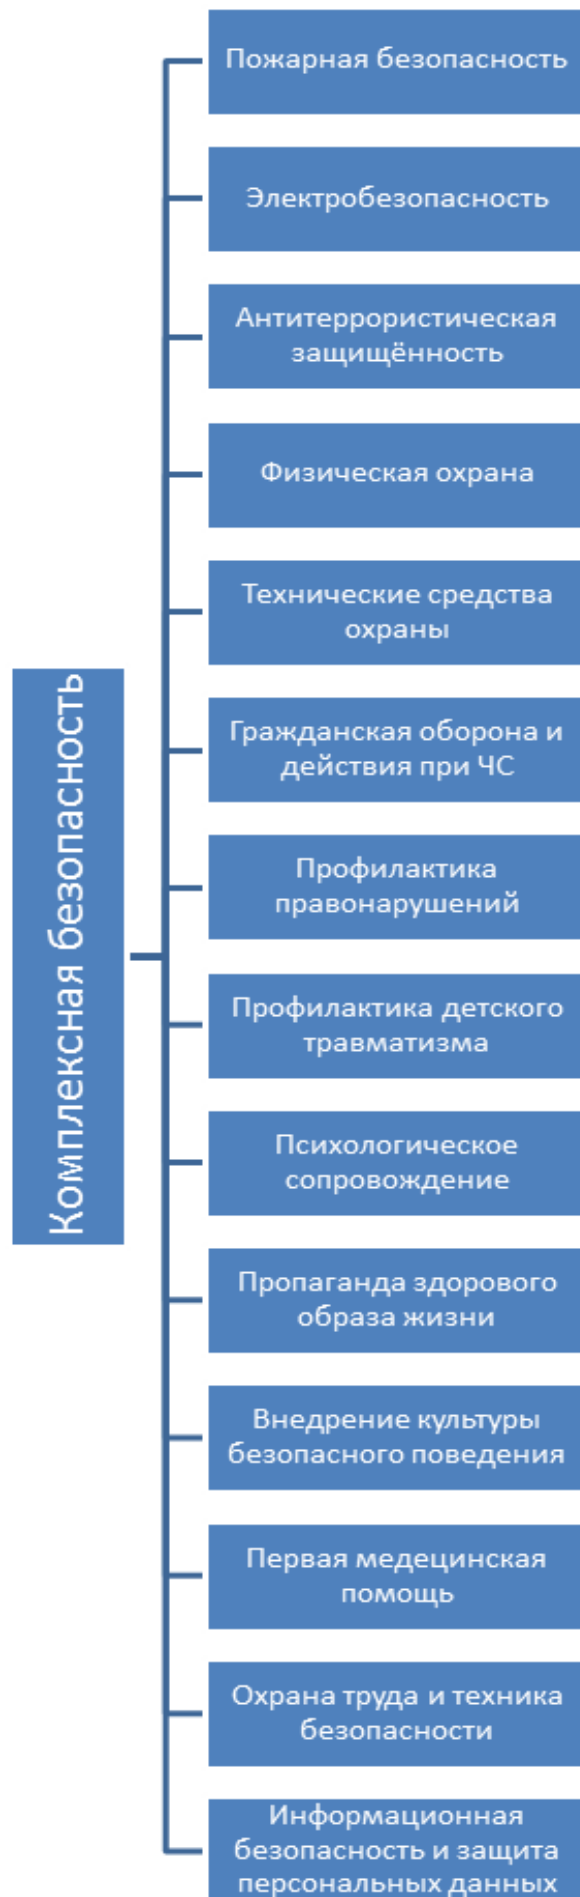 Комплексная безопасность
Пожарная безопасность
Электробезопасность
Антитеррористическая
защищённость
Физическая охрана
Технические средства
охраны
Гражданская оборона и
действия при ЧС
Профилактика
правонарушений
Профилактика детского
травматизма
Психологическое
сопровождение
Пропаганда здорового
образа жизни
Внедрение культуры
безопасного поведения
Первая медецинская
помощь
Охрана труда и техника
безопасности
Информационная
безопасность и защита
персональных данных